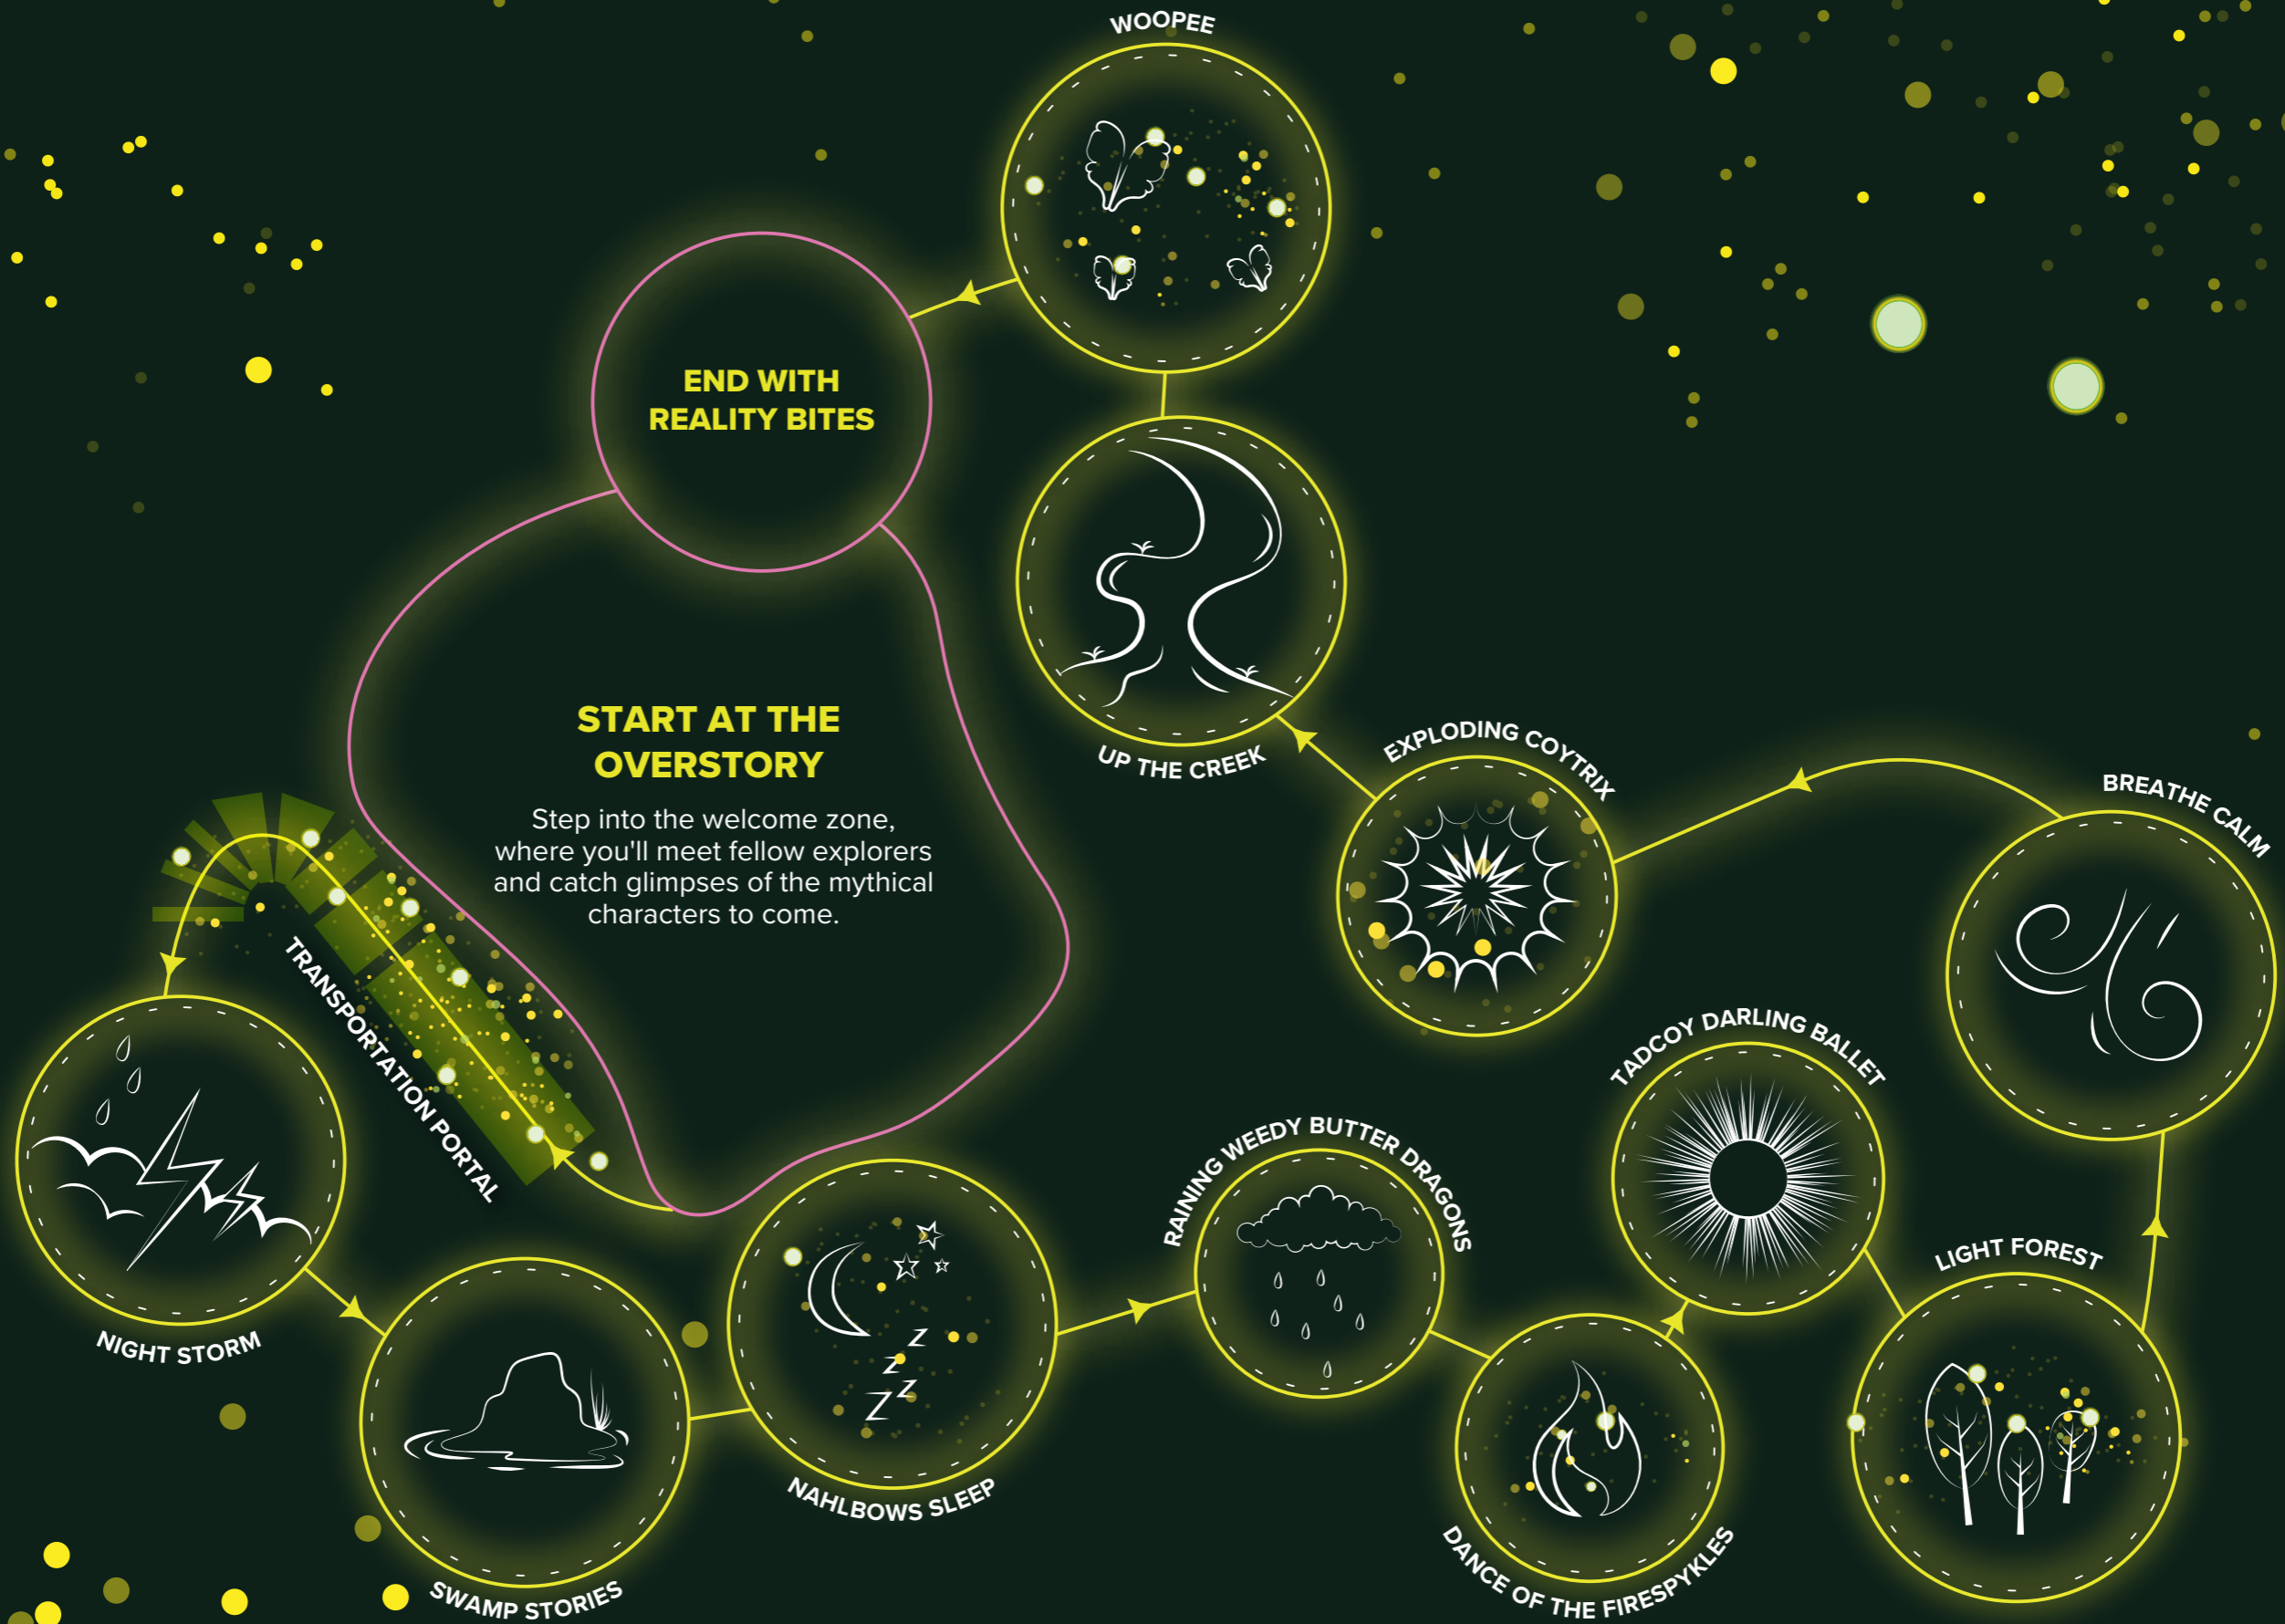 WOOPEE
END WITH
REALITY BITES
UP THE CREEK
START AT THE
OVERSTORY
Step into the welcome zone,
where you'll meet fellow explorers
and catch glimpses of the mythical
characters to come.
EXPLODING COYTRIX
BREATHE CALM
TRANSPORTATION PORTAL
TADCOY DARLING BALLET
RAINING WEEDY BUTTER DRAGONS
LIGHT FOREST
NIGHT STORM
NAHLBOWS SLEEP
Z
Z
Z
Z
SWAMP STORIES
DANCE OF THE FIRESPYKLES